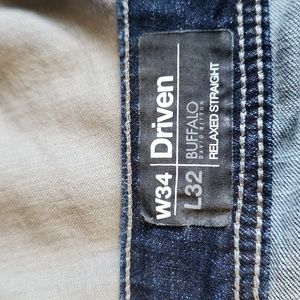 W34 Driven
L32 BUFFALO
DAVID BITTON
RELAXED STRAIGHT